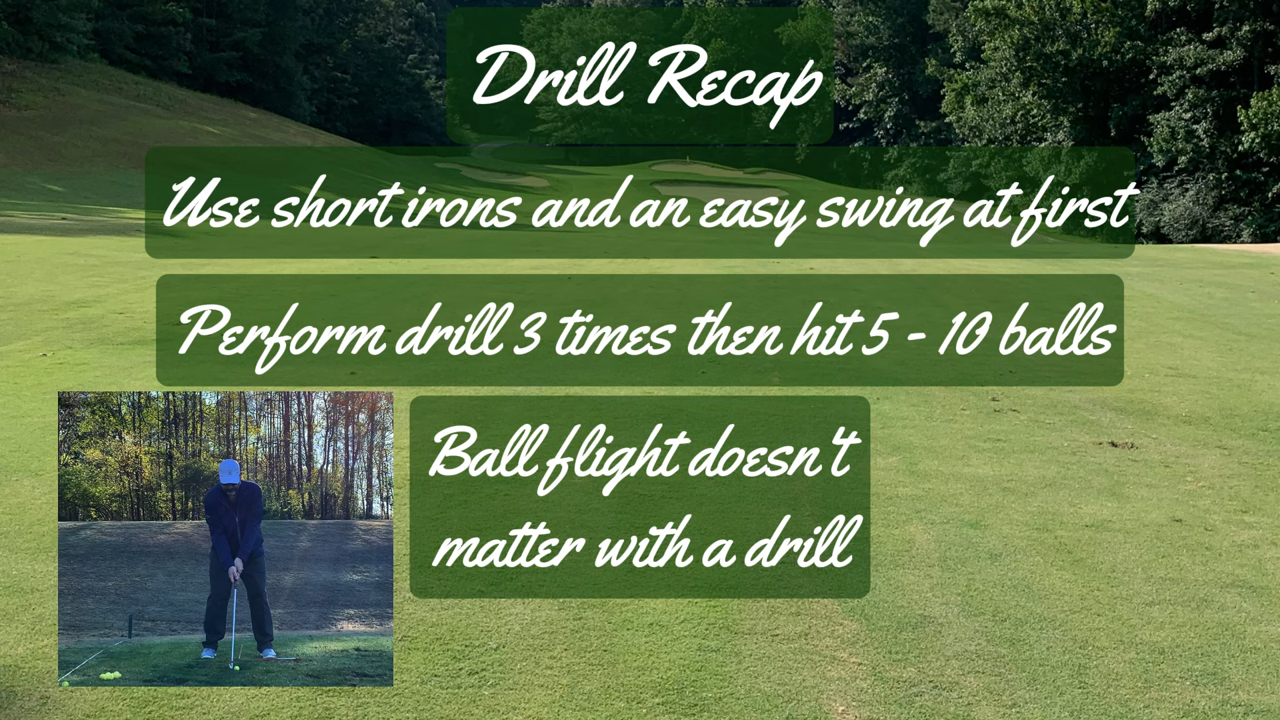 Drill Recap
Use short irons and an easy swing at first
Perform drill 3 times then hit 5 - 10 balls
Ball flight doesn't
matter with a drill